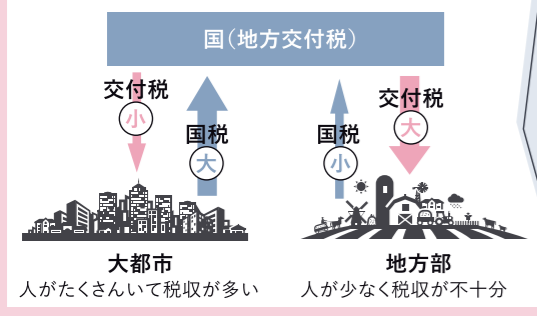 国(地方交付税)
交付税
小
国税
大
国税
小
交付税
大
大都市
人がたくさんいて税収が多い
地方部
人が少なく税収が不十分